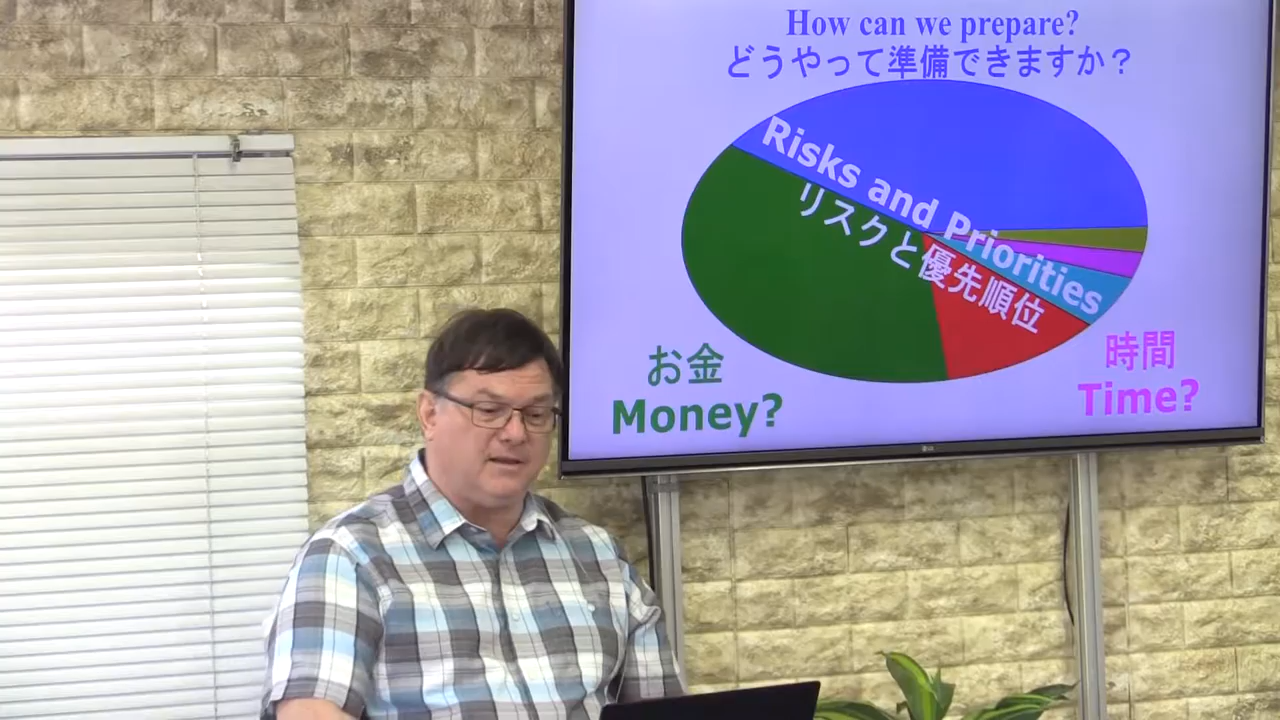 How can we prepare?
どうやって準備できますか？
Risks and Priorities
リスクと優先順位
お金
Money?
時間
Time?
LG